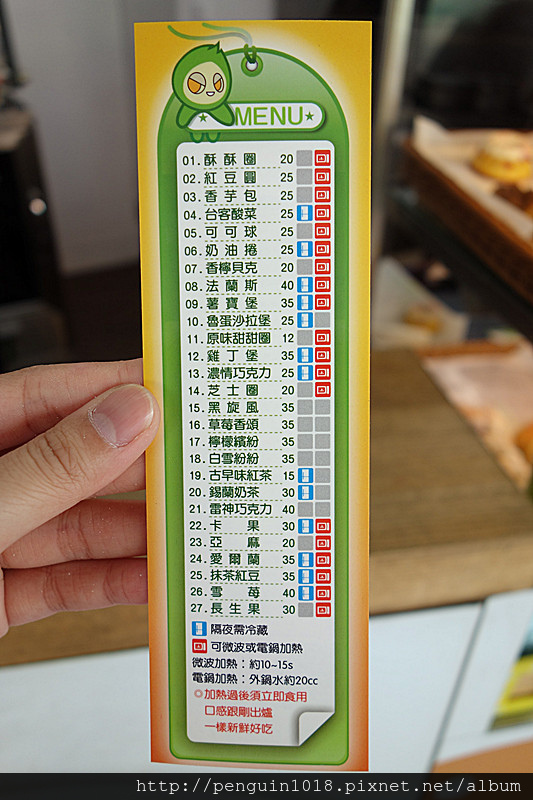 MENU
01. 酥酥圈 20
02. 紅豆圓 25
03. 香芋包 25
04. 台客酸菜 25
05. 可可球 25
06. 奶油捲 25
07. 香檸貝克 20
08. 法蘭斯 40
09. 薯寶堡 35
10. 魯蛋沙拉堡 25
11. 原味甜甜圈 12
12. 雞丁堡 35
13. 濃情巧克力 25
14. 芝士圈 20
15. 黑旋風 35
16. 草莓香頌 35
17. 檸檬繽紛 35
18. 白雪紛紛 35
19. 古早味紅茶 15
20. 錫蘭奶茶 30
21. 雷神巧克力 40
22. 卡果 30
23. 亞麻 20
24. 愛爾蘭 35
25. 抹茶紅豆 35
26. 雪苺 40
27. 長生果 30
隔夜需冷藏
可微波或電鍋加熱
微波加熱：約10~15s
電鍋加熱：外鍋水約20cc
◎加熱過後須立即食用
口感跟剛出爐
一樣新鮮好吃
http://penguin1018.pixnet.net/album